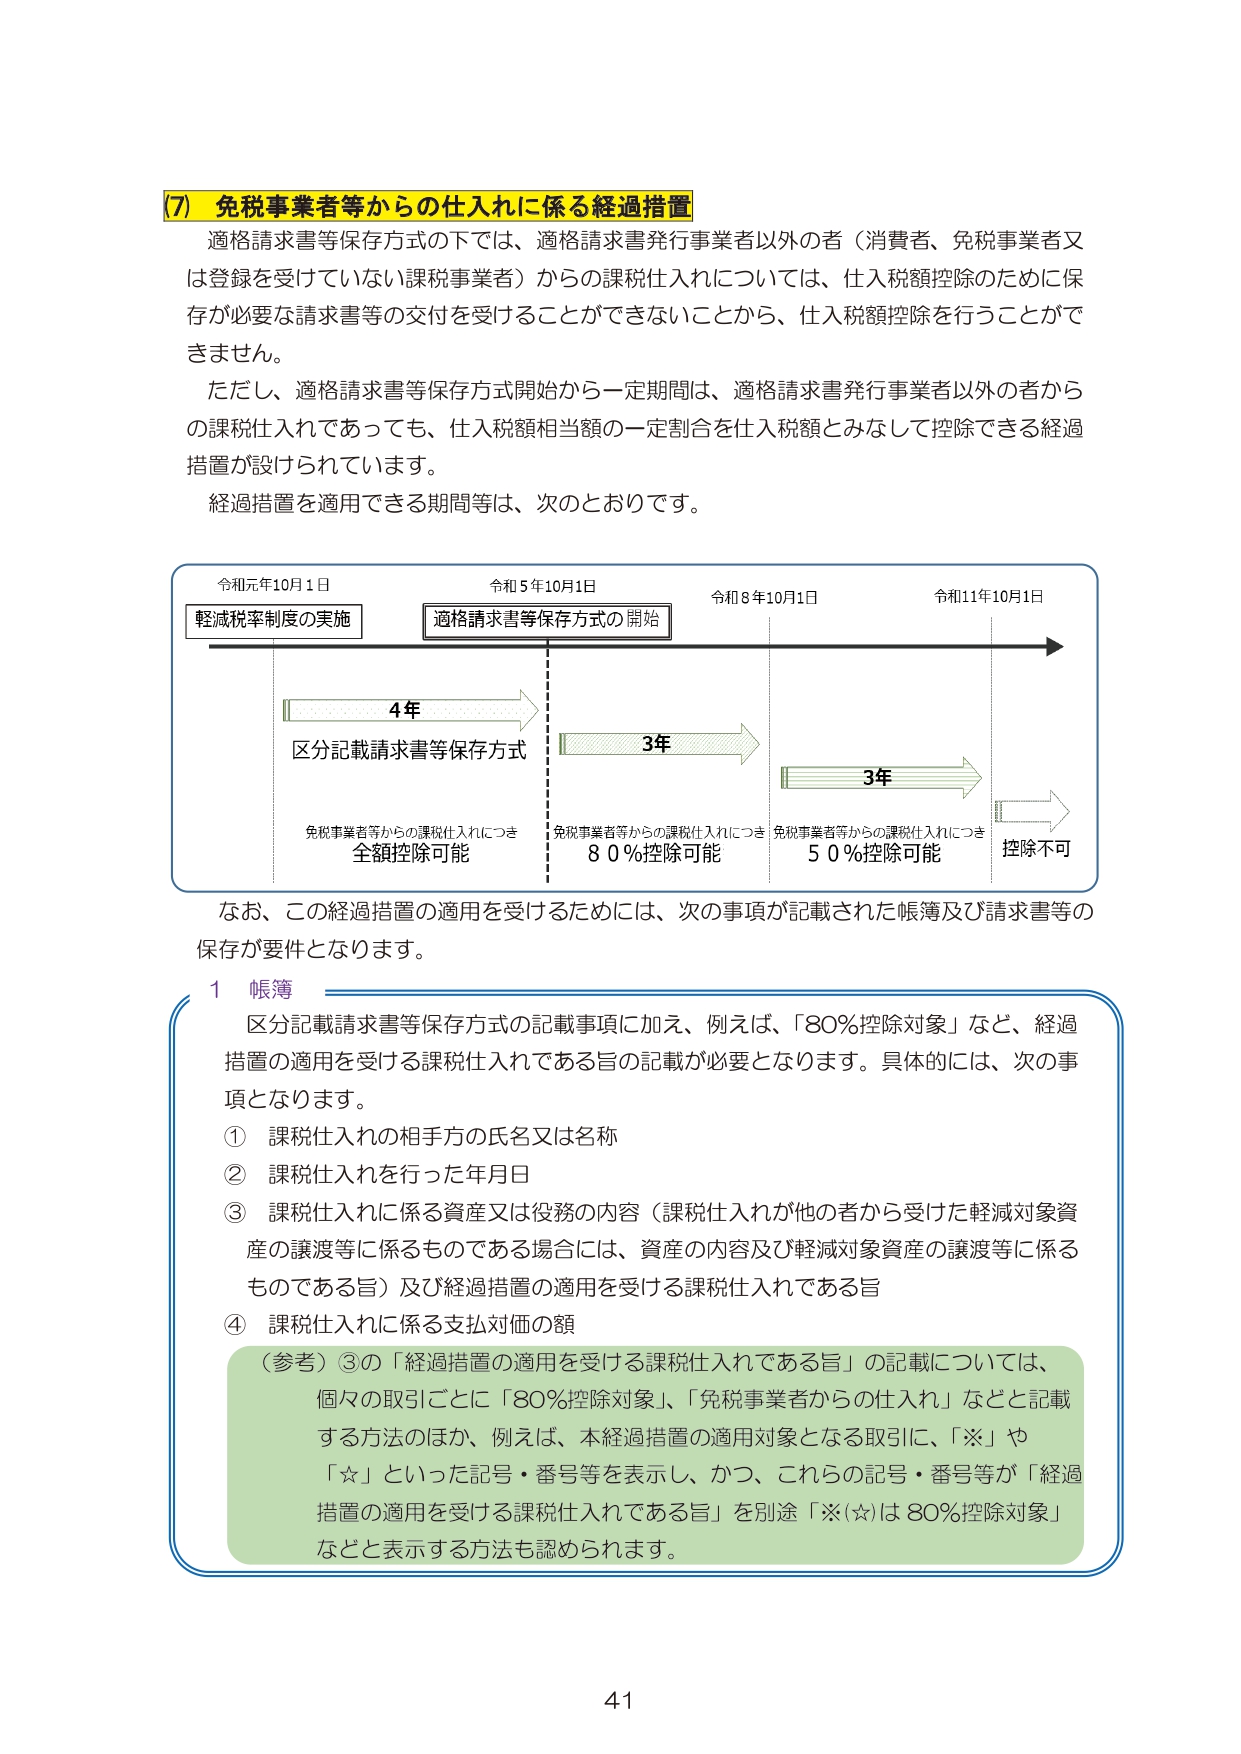 (7)　免税事業者等からの仕入れに係る経過措置
適格請求書等保存方式の下では、適格請求書発行事業者以外の者（消費者、免税事業者又
は登録を受けていない課税事業者）からの課税仕入れについては、仕入税額控除のために保
存が必要な請求書等の交付を受けることができないことから、仕入税額控除を行うことがで
きません。
ただし、適格請求書等保存方式開始から一定期間は、適格請求書発行事業者以外の者から
の課税仕入れであっても、仕入税額相当額の一定割合を仕入税額とみなして控除できる経過
措置が設けられています。
経過措置を適用できる期間等は、次のとおりです。
令和元年10月１日
令和５年10月1日
令和８年10月1日
令和11年10月1日
軽減税率制度の実施
適格請求書等保存方式の開始
4年
区分記載請求書等保存方式
3年
3年
免税事業者等からの課税仕入れにつき
全額控除可能
免税事業者等からの課税仕入れにつき
８０％控除可能
免税事業者等からの課税仕入れにつき
５０％控除可能
控除不可
なお、この経過措置の適用を受けるためには、次の事項が記載された帳簿及び請求書等の
保存が要件となります。
１　帳簿
区分記載請求書等保存方式の記載事項に加え、例えば、「80％控除対象」など、経過
措置の適用を受ける課税仕入れである旨の記載が必要となります。具体的には、次の事
項となります。
①　課税仕入れの相手方の氏名又は名称
②　課税仕入れを行った年月日
③　課税仕入れに係る資産又は役務の内容（課税仕入れが他の者から受けた軽減対象資
産の譲渡等に係るものである場合には、資産の内容及び軽減対象資産の譲渡等に係る
ものである旨）及び経過措置の適用を受ける課税仕入れである旨
④　課税仕入れに係る支払対価の額
（参考）③の「経過措置の適用を受ける課税仕入れである旨」の記載については、
個々の取引ごとに「80％控除対象」、「免税事業者からの仕入れ」などと記載
する方法のほか、例えば、本経過措置の適用対象となる取引に、「※」や
「☆」といった記号・番号等を表示し、かつ、これらの記号・番号等が「経過
措置の適用を受ける課税仕入れである旨」を別途「※(☆)は 80％控除対象」
などと表示する方法も認められます。
41